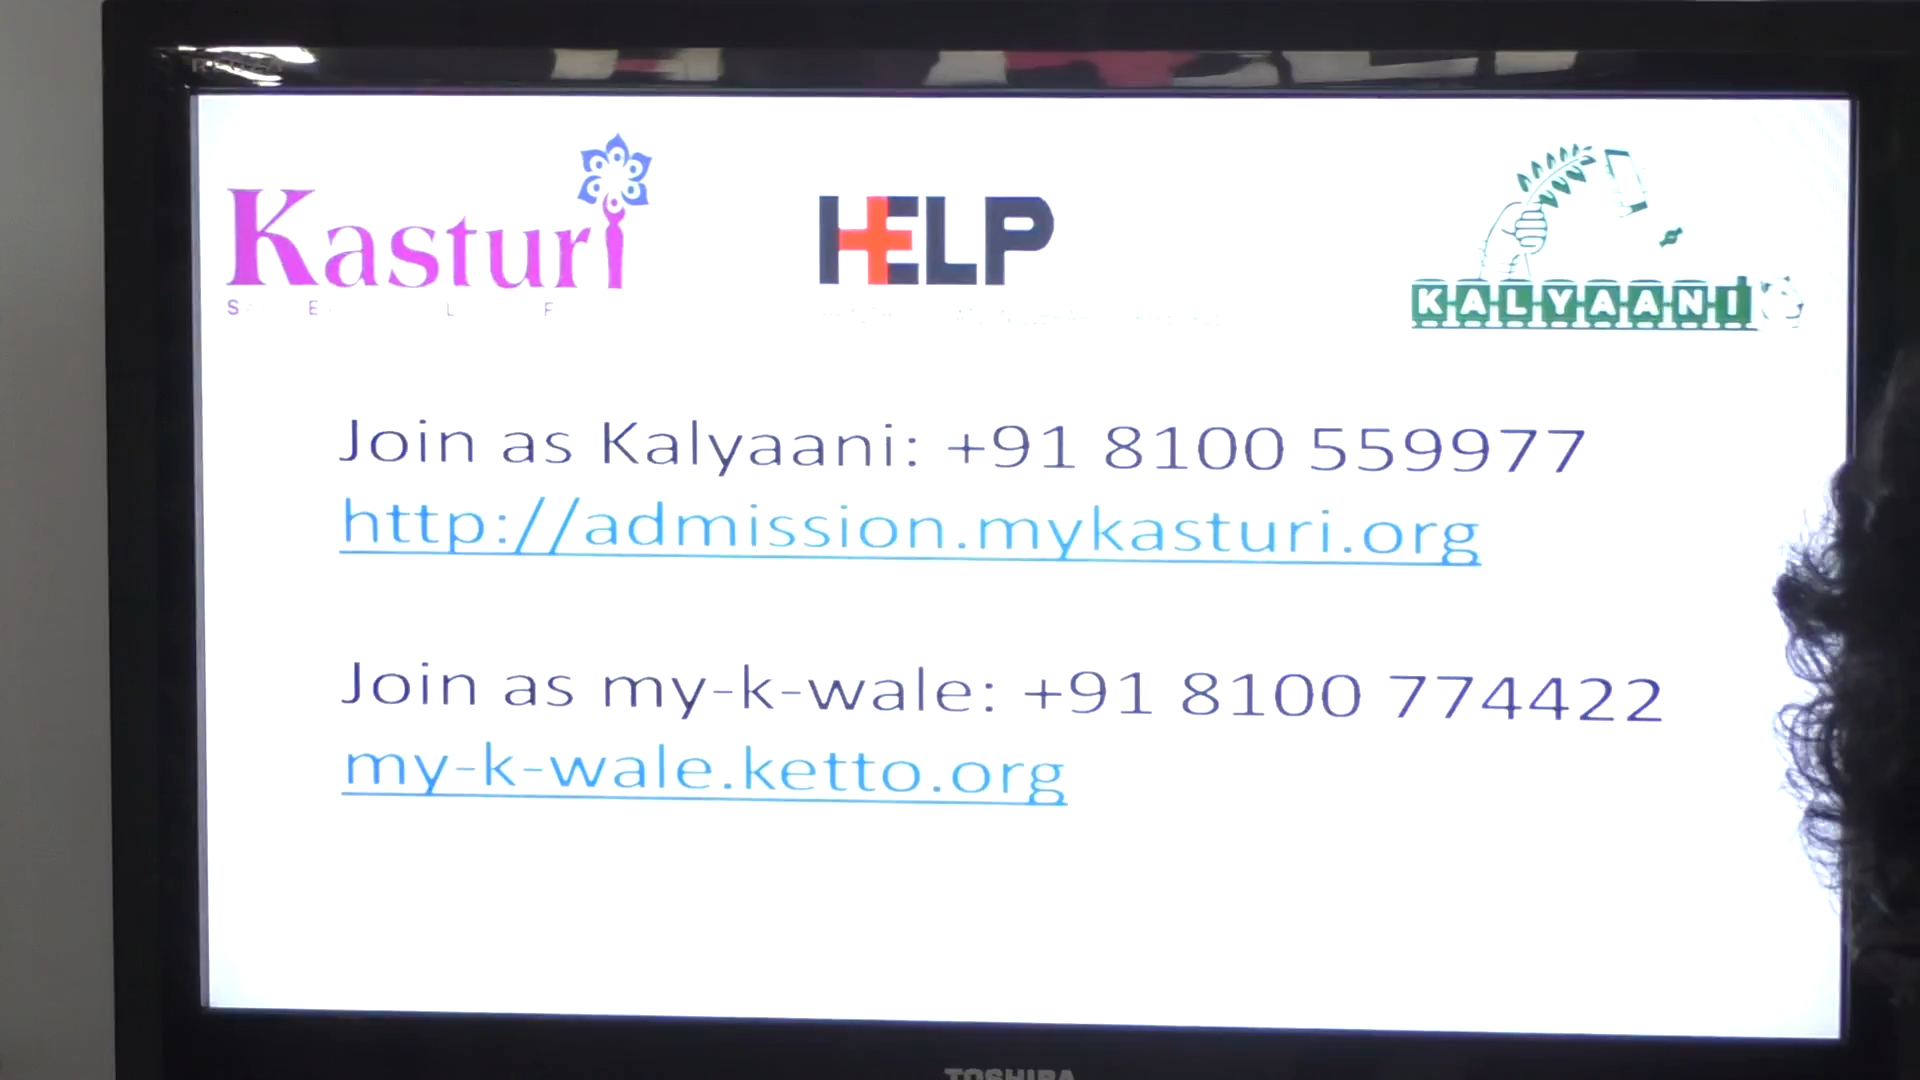 Kasturi
S E L F
HELP
KALYAANI
Join as Kalyaani: +91 8100 559977
http://admission.mykasturi.org
Join as my-k-wale: +91 8100 774422
my-k-wale.ketto.org
TOSHIBA